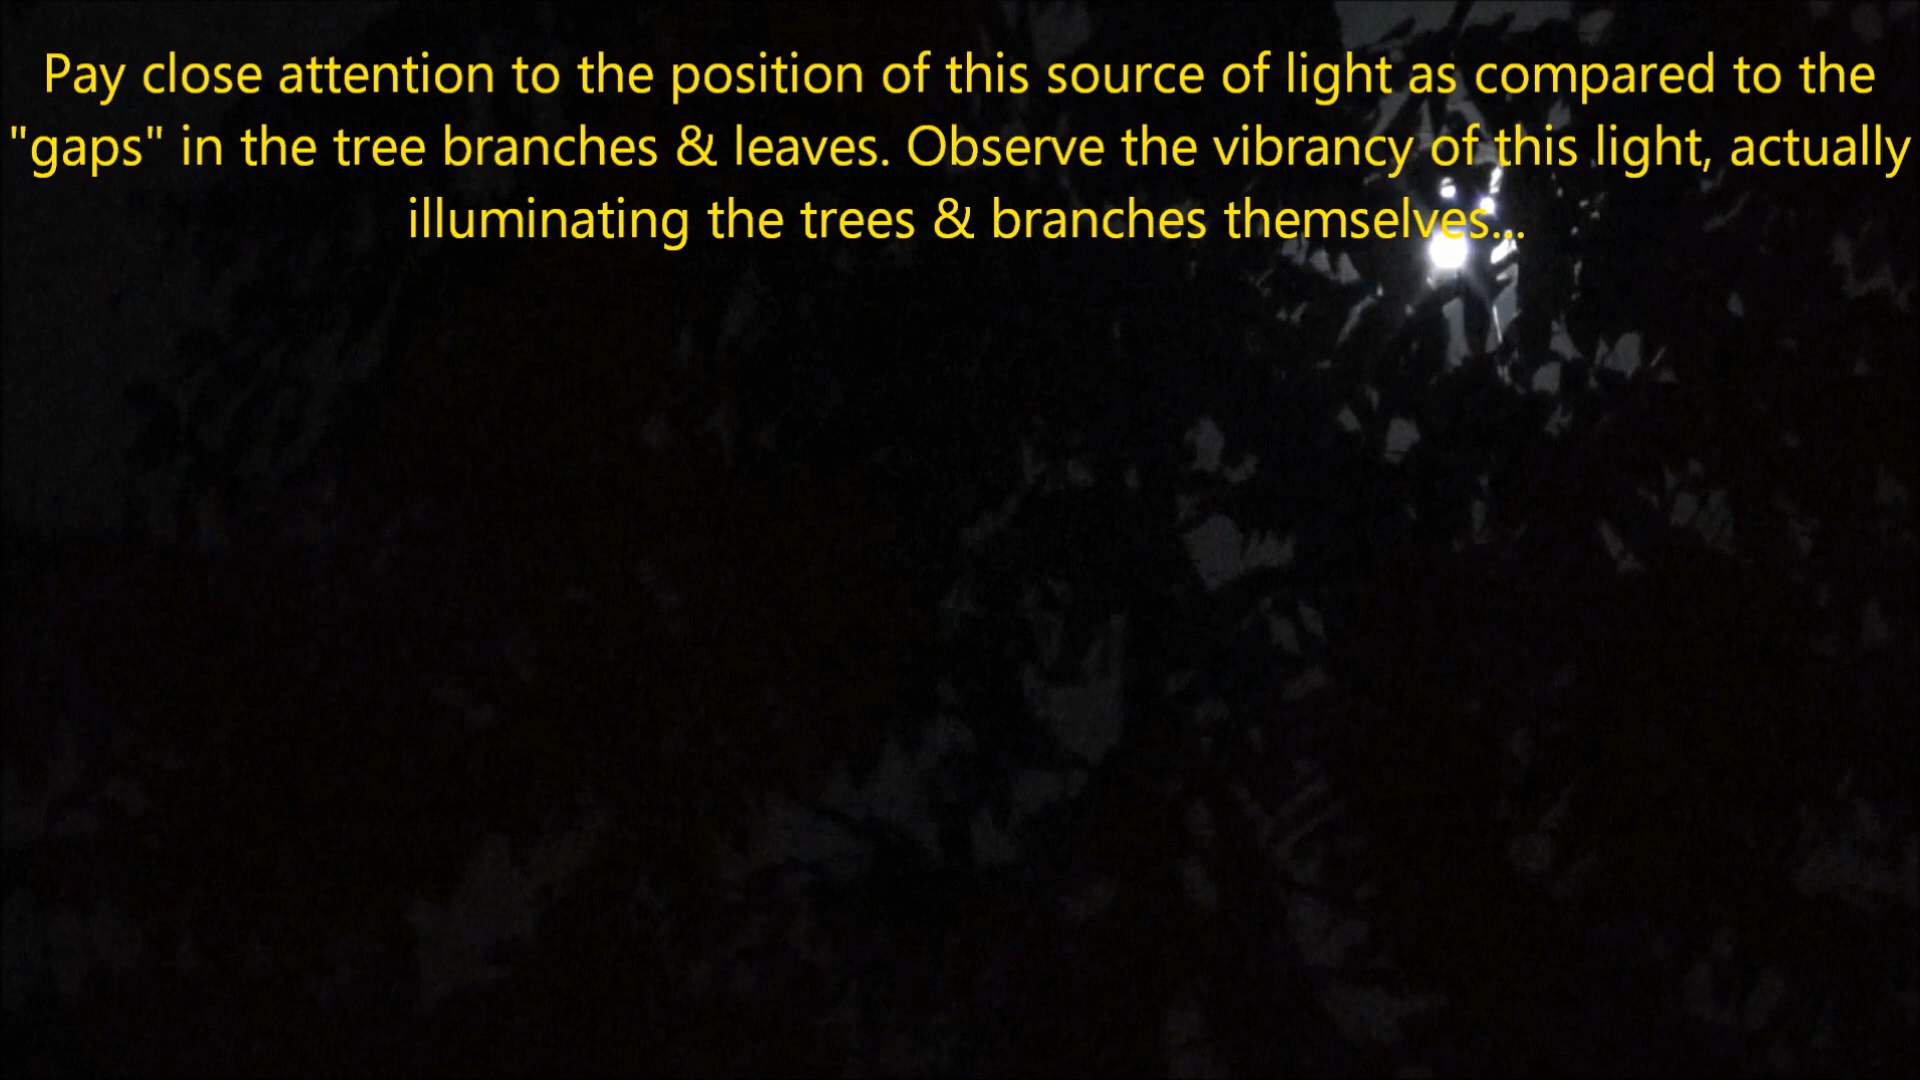 Pay close attention to the position of this source of light as compared to the
"gaps" in the tree branches & leaves. Observe the vibrancy of this light, actually
illuminating the trees & branches themselves...